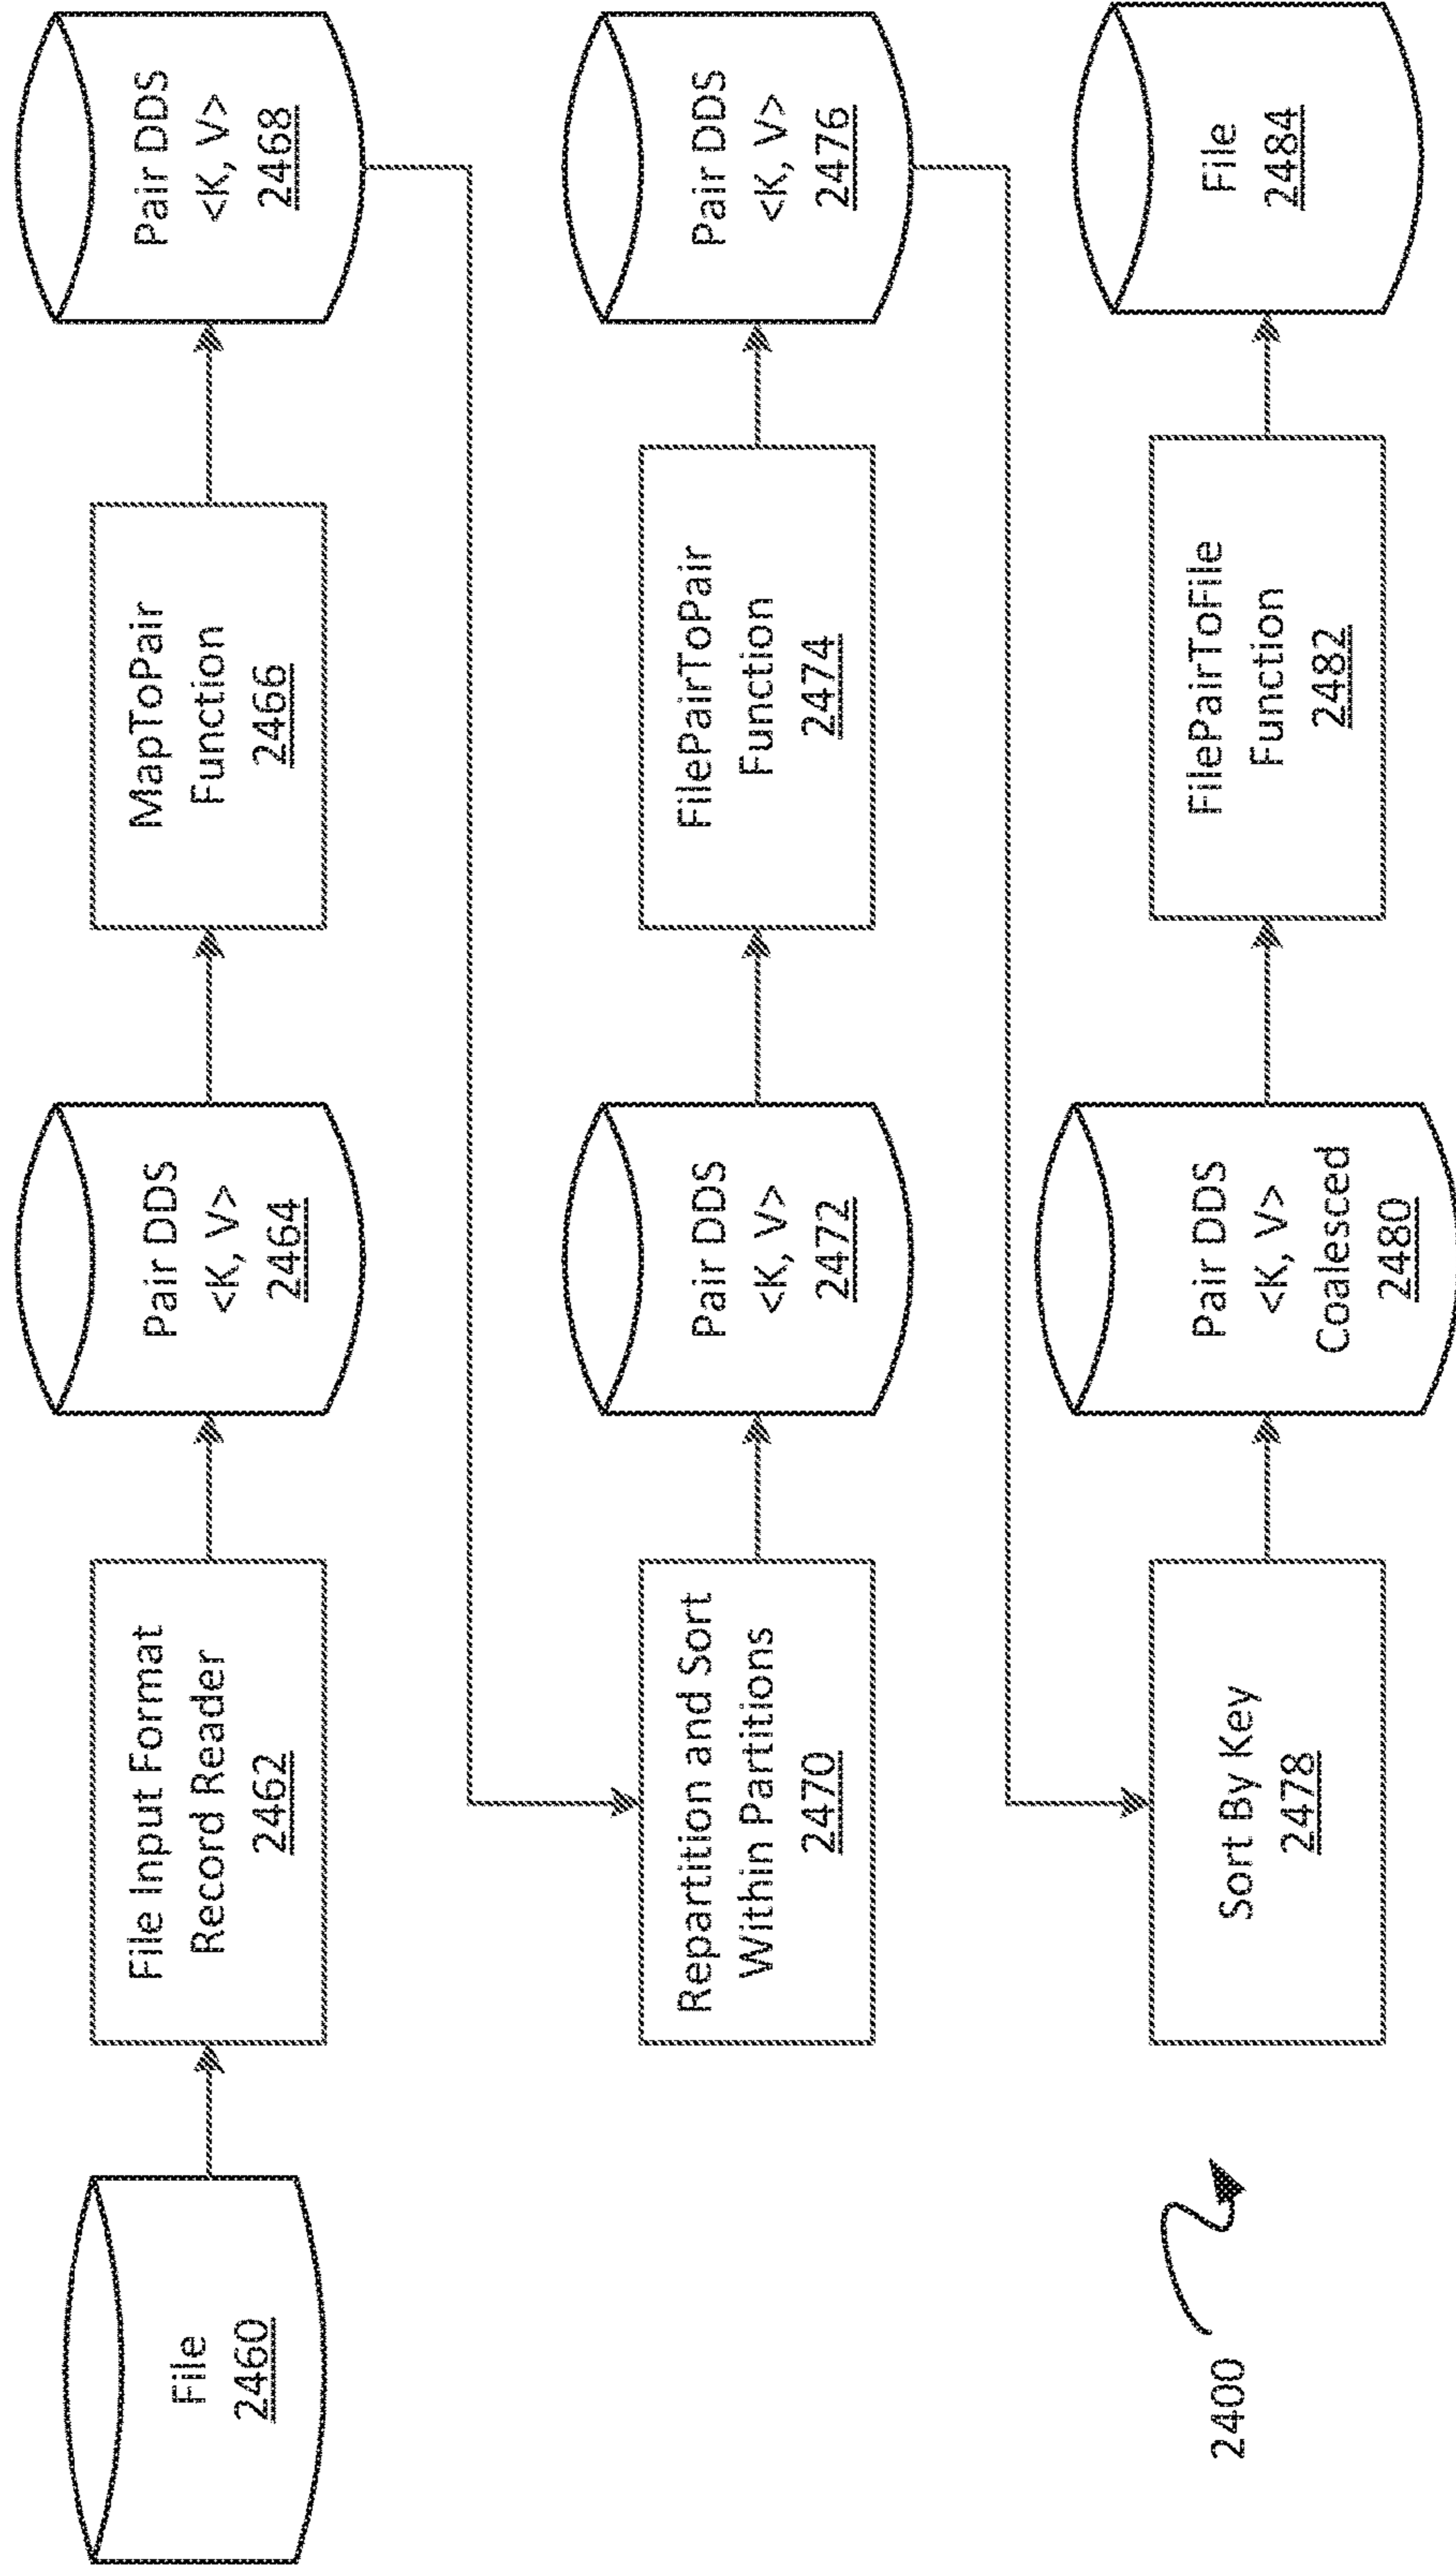 File
2460
File Input Format
Record Reader
2462
Pair DDS
<K, V>
2464
MapToPair
Function
2466
Pair DDS
<K, V>
2468
Repartition and Sort
Within Partitions
2470
Pair DDS
<K, V>
2472
FilePairToPair
Function
2474
Pair DDS
<K, V>
2476
Sort By Key
2478
Pair DDS
<K, V>
Coalesced
2480
FilePairToFile
Function
2482
File
2484
2400